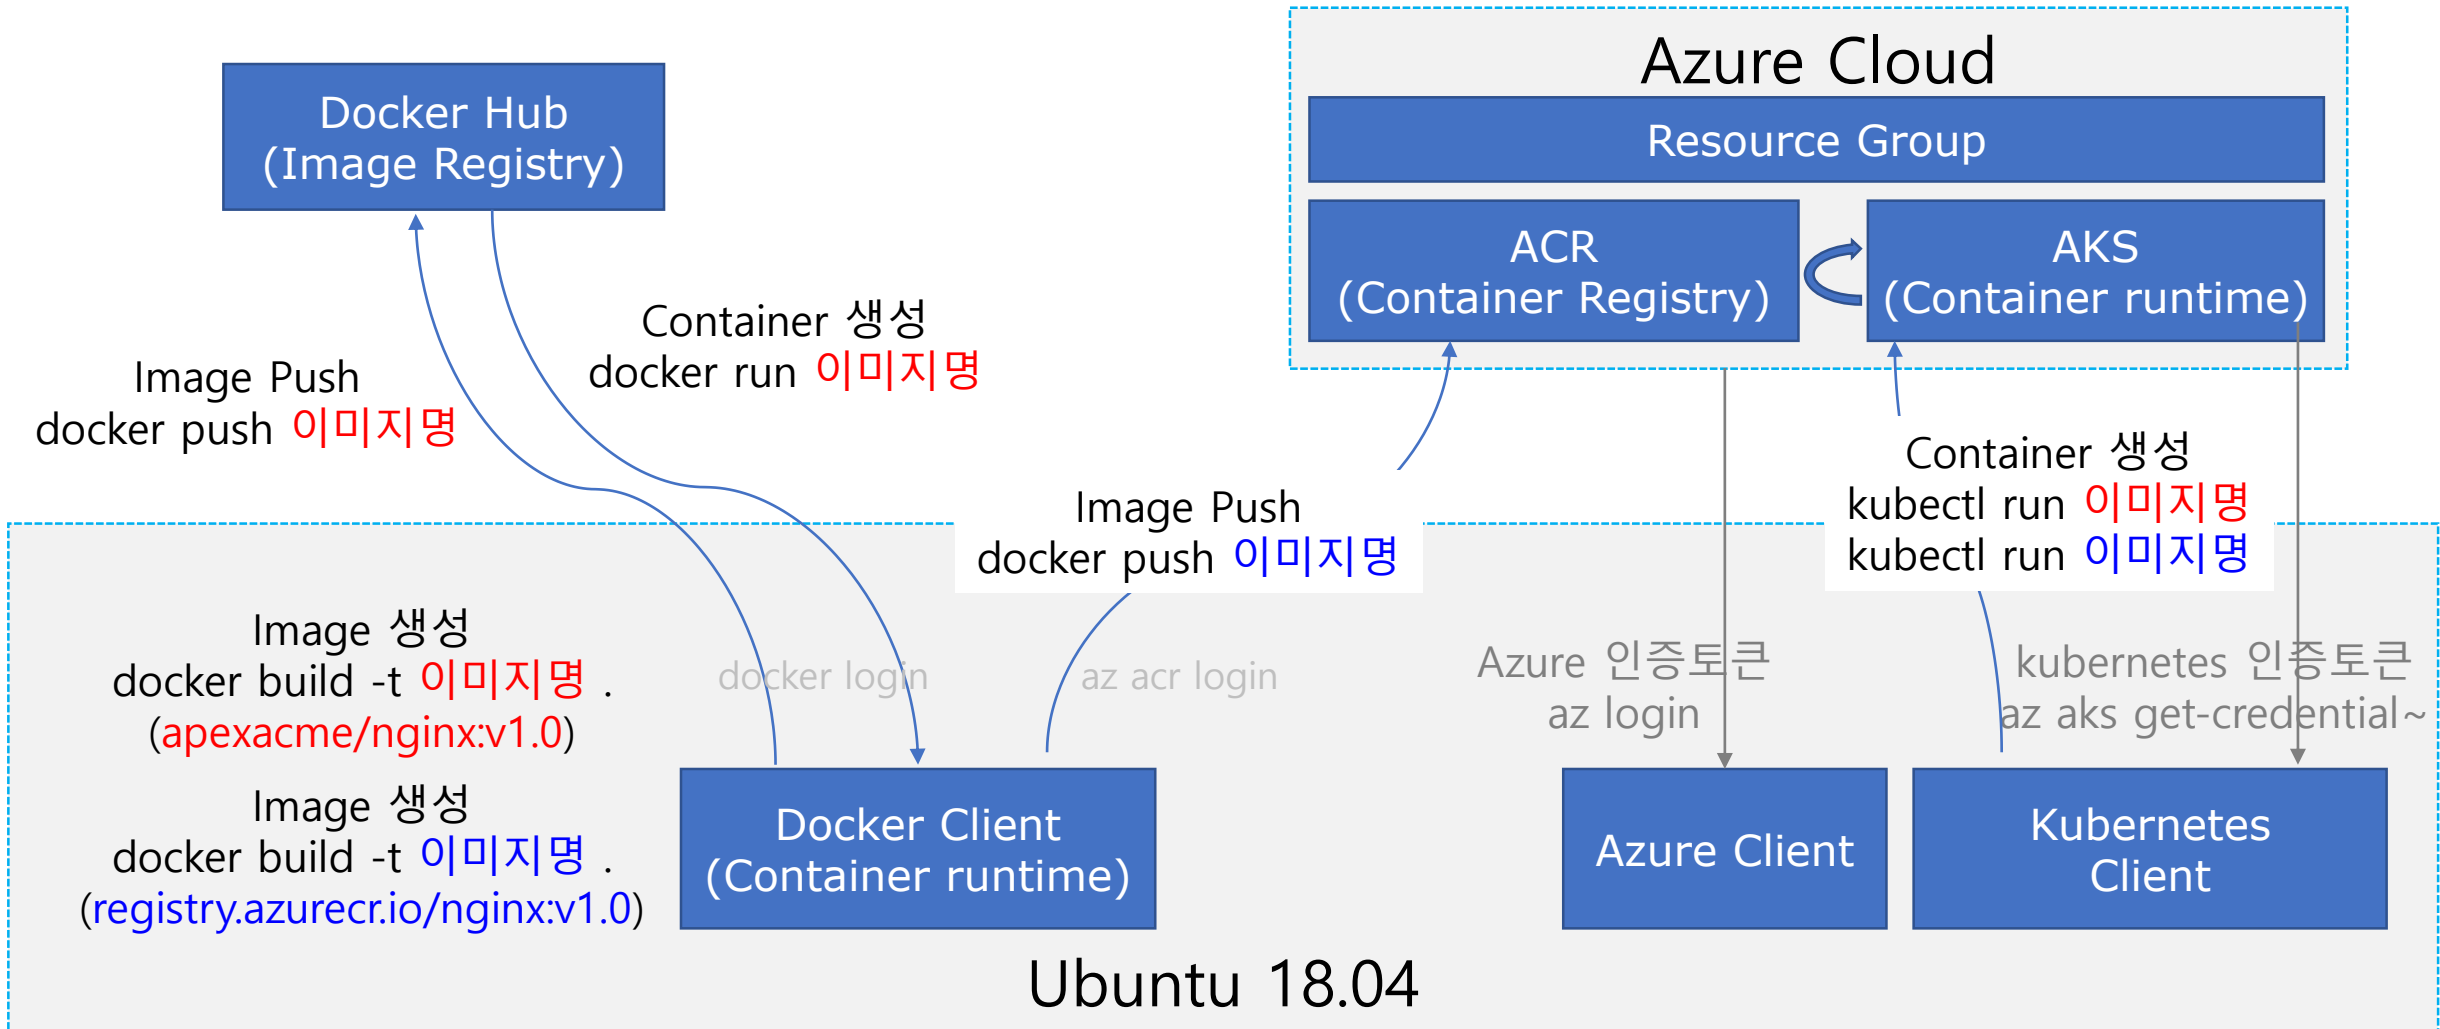 Azure Cloud
Docker Hub
(Image Registry)
Resource Group
ACR
(Container Registry)
AKS
(Container runtime)
Container 생성
docker run 이미지명
Image Push
docker push 이미지명
Container 생성
kubectl run 이미지명
kubectl run 이미지명
Image Push
docker push 이미지명
Image 생성
docker build -t 이미지명 .
(apexacme/nginx:v1.0)
docker login
az acr login
Azure 인증토큰
az login
kubernetes 인증토큰
az aks get-credential~
Image 생성
docker build -t 이미지명 .
(registry.azurecr.io/nginx:v1.0)
Docker Client
(Container runtime)
Azure Client
Kubernetes
Client
Ubuntu 18.04